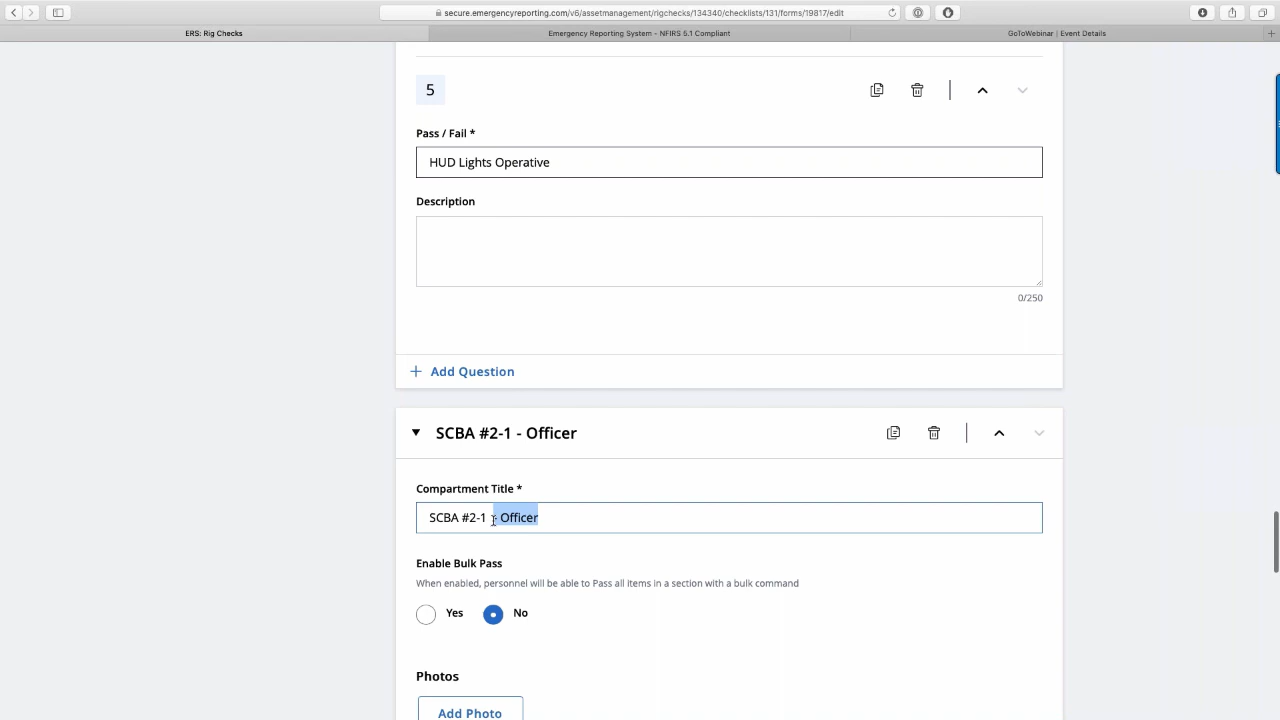 secure.emergencyreporting.com/v6/assetmanagement/rigchecks/134340/checklists/131/forms/19817/edit
ERS: Rig Checks
Emergency Reporting System - NFIRS 5.1 Compliant
GoToWebinar | Event Details
5
Pass / Fail *
HUD Lights Operative
Description
0/250
+ Add Question
SCBA #2-1 - Officer
Compartment Title *
SCBA #2-1 - Officer
Enable Bulk Pass
When enabled, personnel will be able to Pass all items in a section with a bulk command
Yes
No
Photos
Add Photo